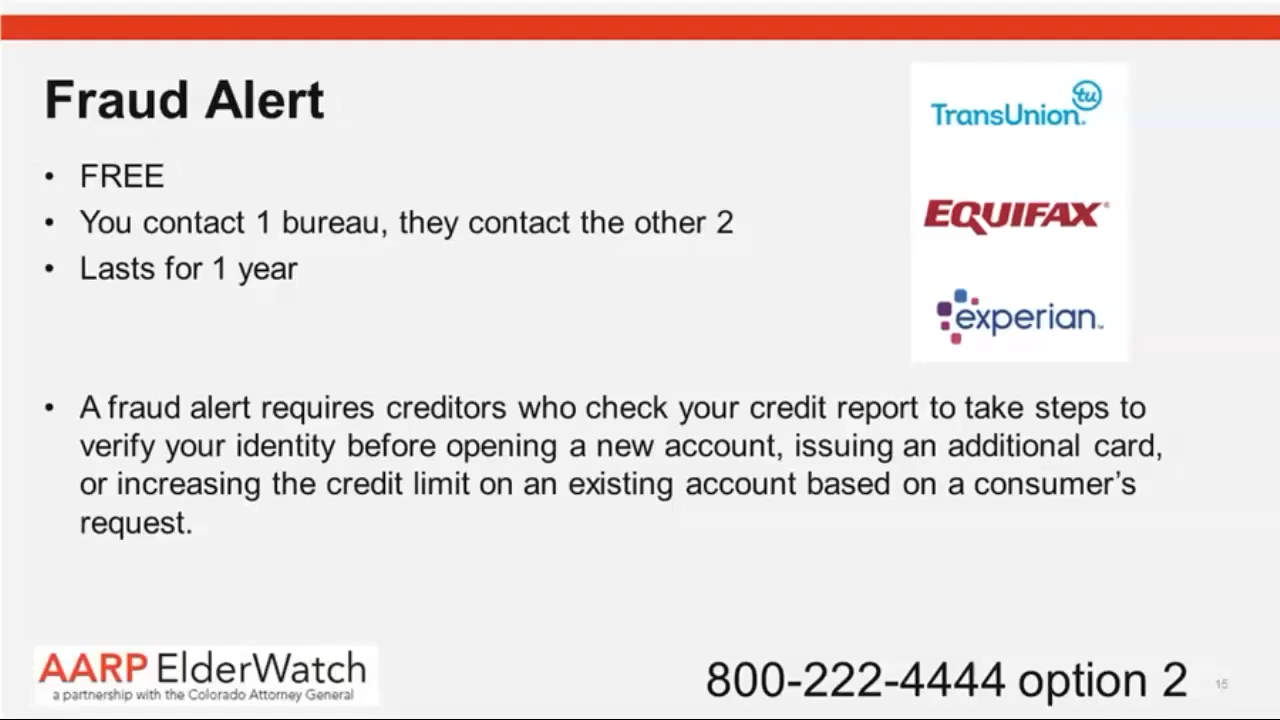 Fraud Alert
• FREE
• You contact 1 bureau, they contact the other 2
• Lasts for 1 year
TransUnion.
tu
EQUIFAX®
experian™
• A fraud alert requires creditors who check your credit report to take steps to
verify your identity before opening a new account, issuing an additional card,
or increasing the credit limit on an existing account based on a consumer’s
request.
AARP ElderWatch
a partnership with the Colorado Attorney General
800-222-4444 option 2
15